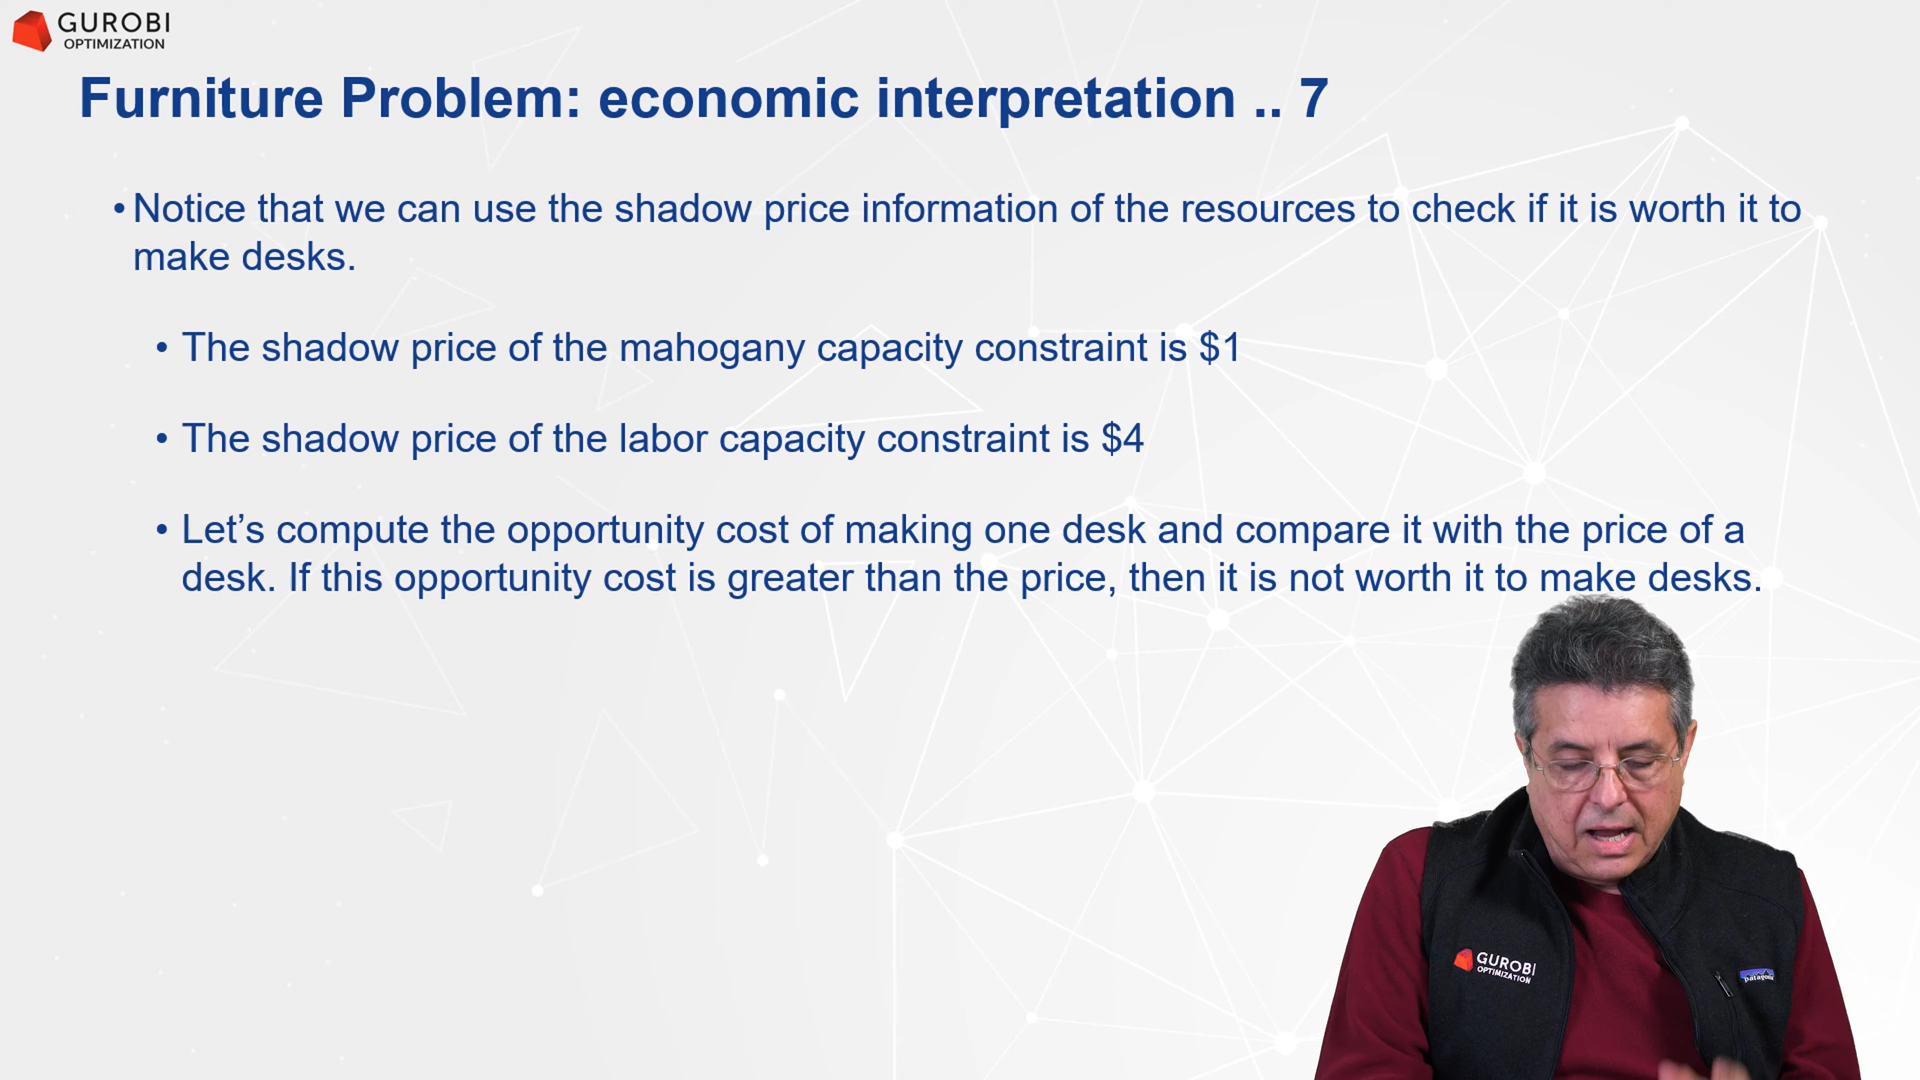 GUROBI
OPTIMIZATION
Furniture Problem: economic interpretation .. 7
• Notice that we can use the shadow price information of the resources to check if it is worth it to
make desks.
• The shadow price of the mahogany capacity constraint is $1
• The shadow price of the labor capacity constraint is $4
• Let’s compute the opportunity cost of making one desk and compare it with the price of a
desk. If this opportunity cost is greater than the price, then it is not worth it to make desks.
GUROBI
OPTIMIZATION
patagonia